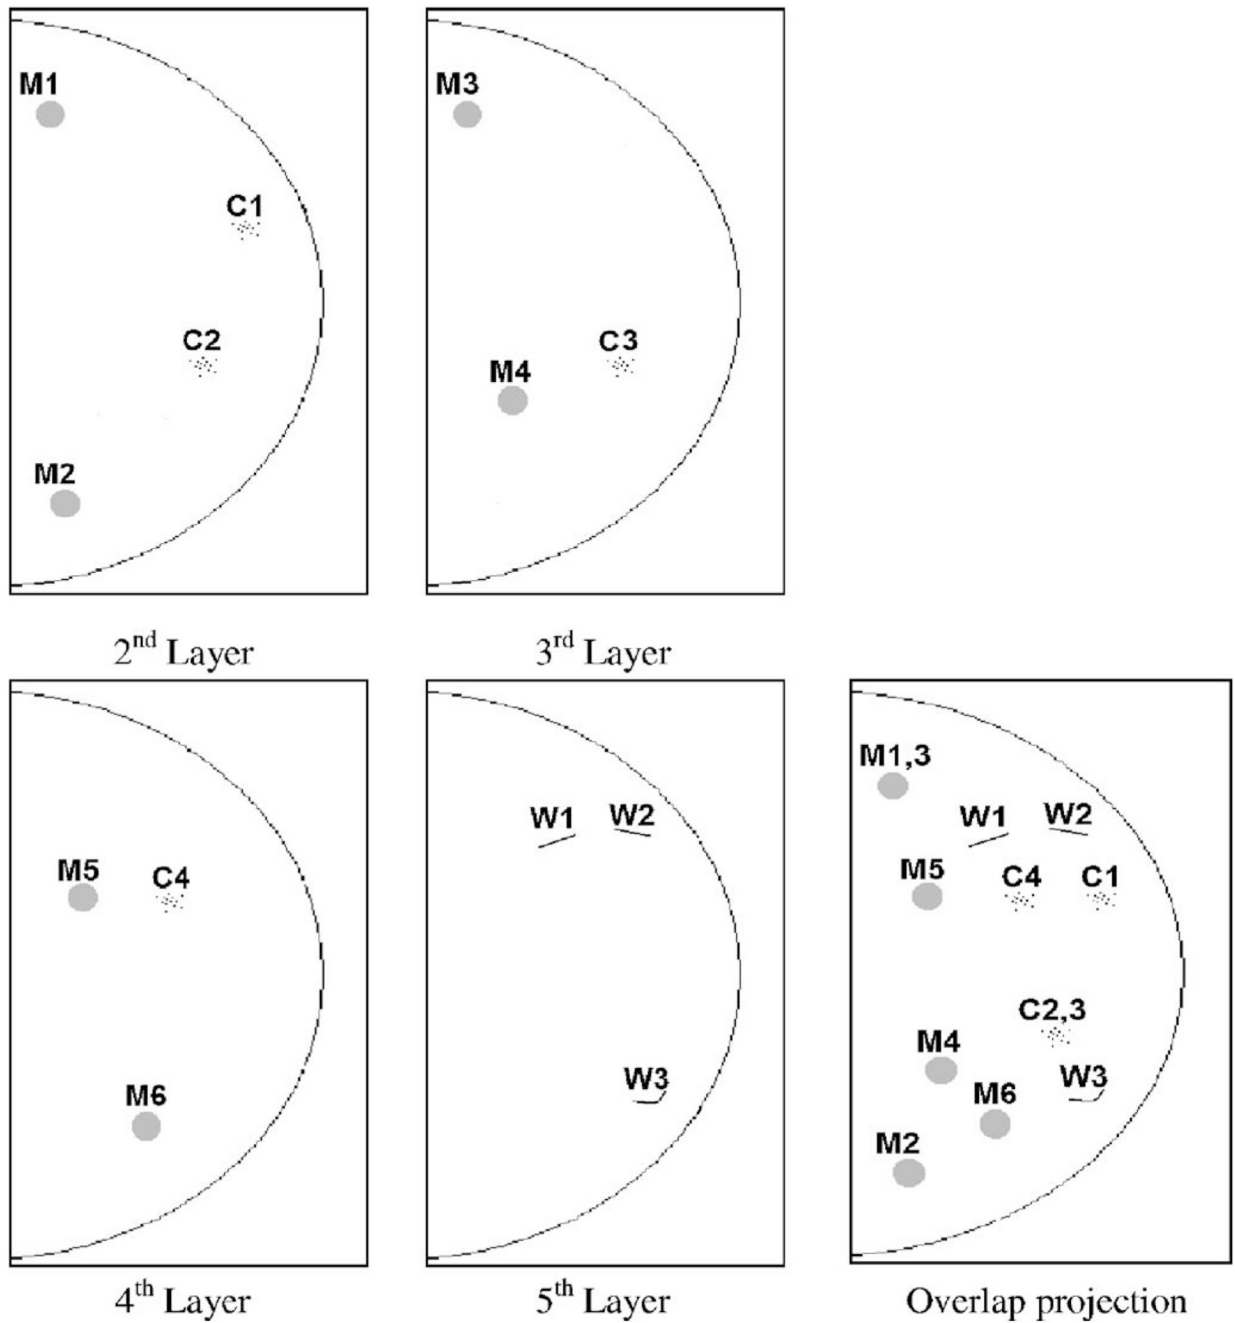 M1
C1
C2
M2
2nd Layer
M3
C3
M4
3rd Layer
M5
C4
M6
4th Layer
W1
W2
W3
5th Layer
M1,3
W1
W2
M5
C4
C1
C2,3
M4
W3
M6
M2
Overlap projection